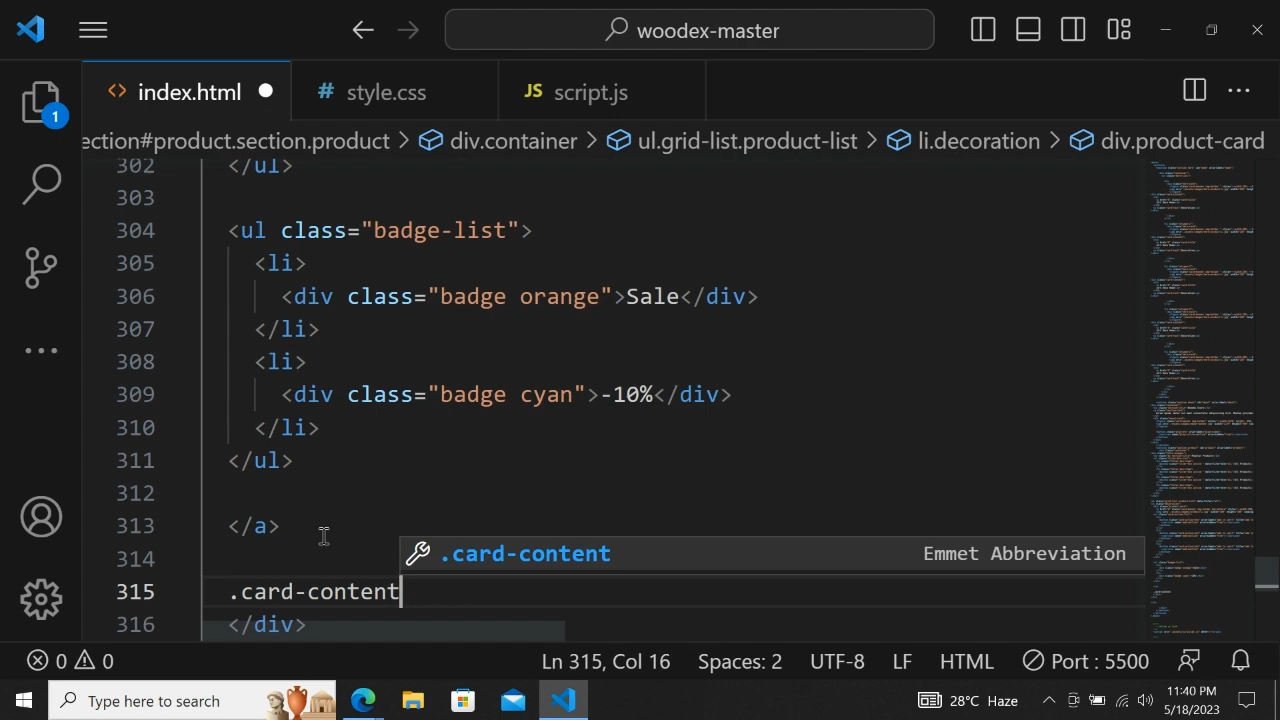 woodex-master
index.html
style.css
JS script.js
ection#product.section.product > div.container > ul.grid-list.product-list > li.decoration > div.product-card
1
302 </ul>
303
304 <ul class="badge-list">
305 <li>
306 <div class="badge orange">Sale</div>
307 </li>
308 <li>
309 <div class="badge cyan">-10%</div>
310 </li>
311 </ul>
312
313 </a>
314
.card-content Emmet Abbreviation
315 .card-content
316 </div>
0 0 Ln 315, Col 16 Spaces: 2 UTF-8 LF HTML Port : 5500
Type here to search
28°C Haze
11:40 PM
5/18/2023